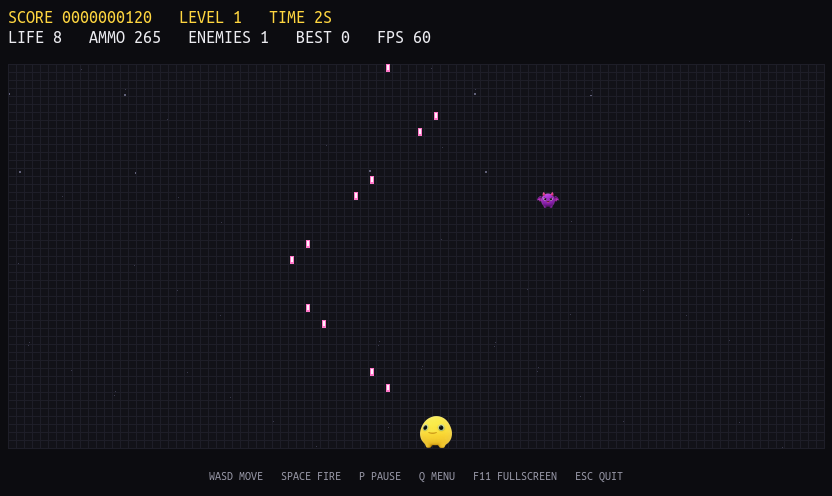 SCORE 0000000120 LEVEL 1 TIME 2S
LIFE 8 AMMO 265 ENEMIES 1 BEST 0 FPS 60
WASD MOVE SPACE FIRE P PAUSE Q MENU F11 FULLSCREEN ESC QUIT